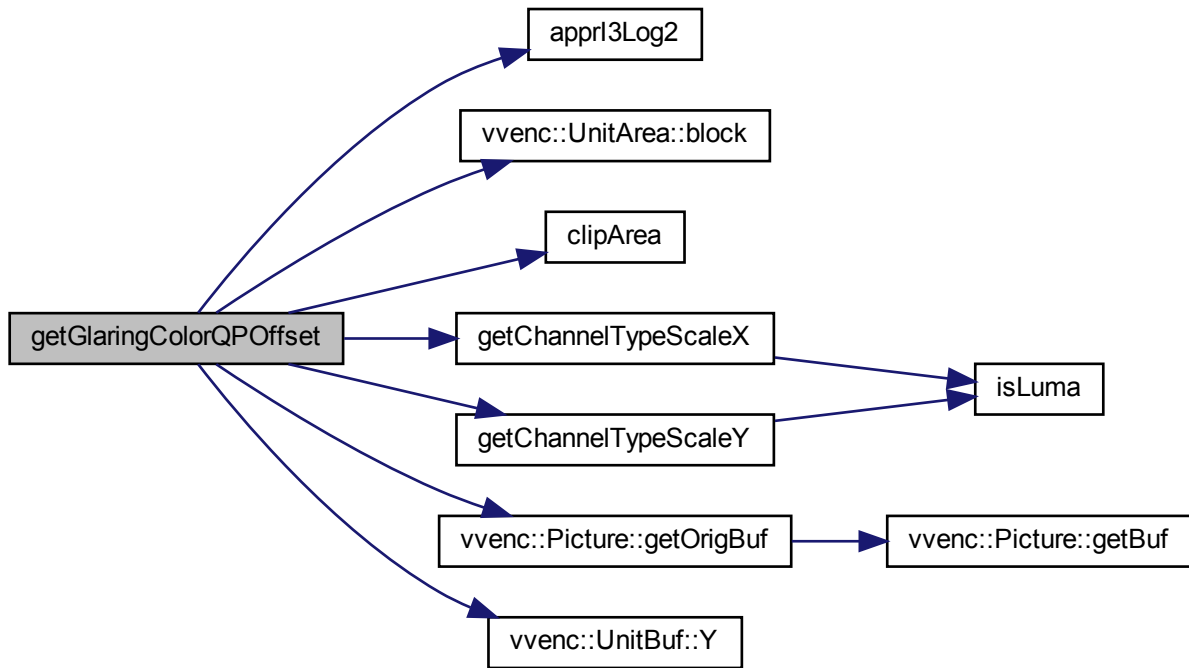 apprI3Log2
vvenc::UnitArea::block
clipArea
getGlaringColorQPOffset
getChannelTypeScaleX
isLuma
getChannelTypeScaleY
vvenc::Picture::getOrigBuf
vvenc::Picture::getBuf
vvenc::UnitBuf::Y